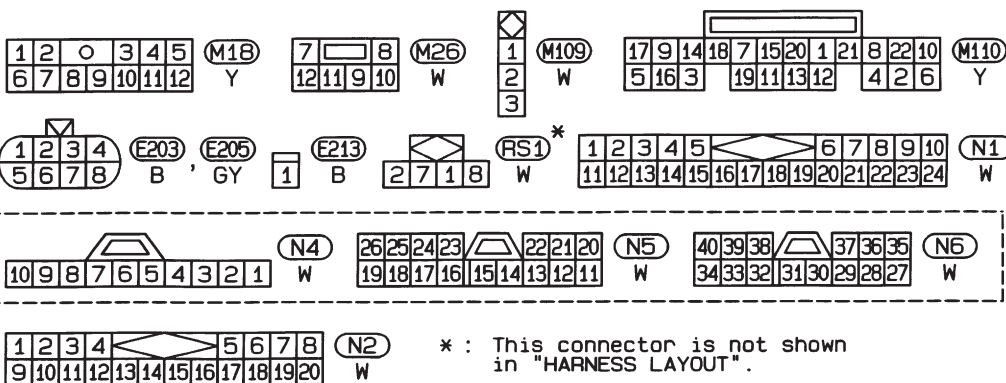 1 2 3 4 5 M18 7 8 M26 1 M109 17 9 14 18 7 15 20 1 21 8 22 10 M110
6 7 8 9 10 11 12 Y 12 11 9 10 W 2 W 5 16 3 19 11 13 12 4 2 6 Y
3
1 2 3 4 E203 , E205 E213 RS1 * 1 2 3 4 5 6 7 8 9 10 N1
5 6 7 8 B GY 1 B 2 7 1 8 W 11 12 13 14 15 16 17 18 19 20 21 22 23 24 W
N4 26 25 24 23 22 21 20 N5 40 39 38 37 36 35 N6
10 9 8 7 6 5 4 3 2 1 W 19 18 17 16 15 14 13 12 11 W 34 33 32 31 30 29 28 27 W
1 2 3 4 5 6 7 8 N2 * : This connector is not shown
9 10 11 12 13 14 15 16 17 18 19 20 W in "HARNESS LAYOUT".